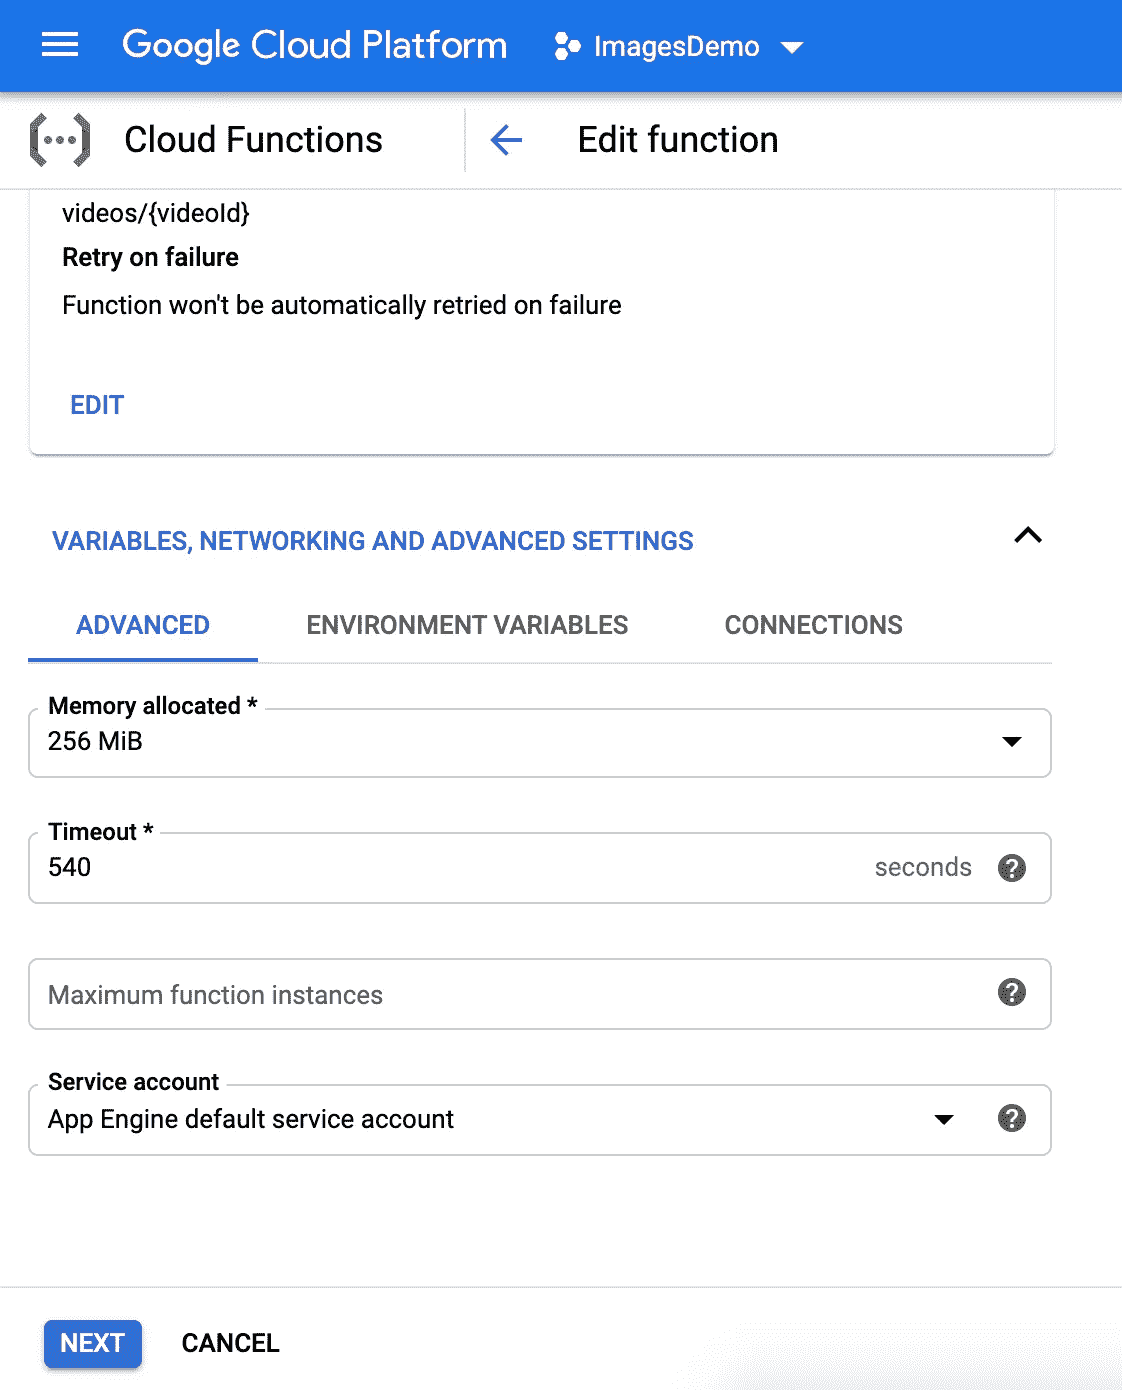 Google Cloud Platform ImagesDemo
Cloud Functions Edit function
videos/{videoId}
Retry on failure
Function won't be automatically retried on failure
EDIT
VARIABLES, NETWORKING AND ADVANCED SETTINGS
ADVANCED ENVIRONMENT VARIABLES CONNECTIONS
Memory allocated *
256 MiB
Timeout *
540 seconds
Maximum function instances
Service account
App Engine default service account
NEXT CANCEL